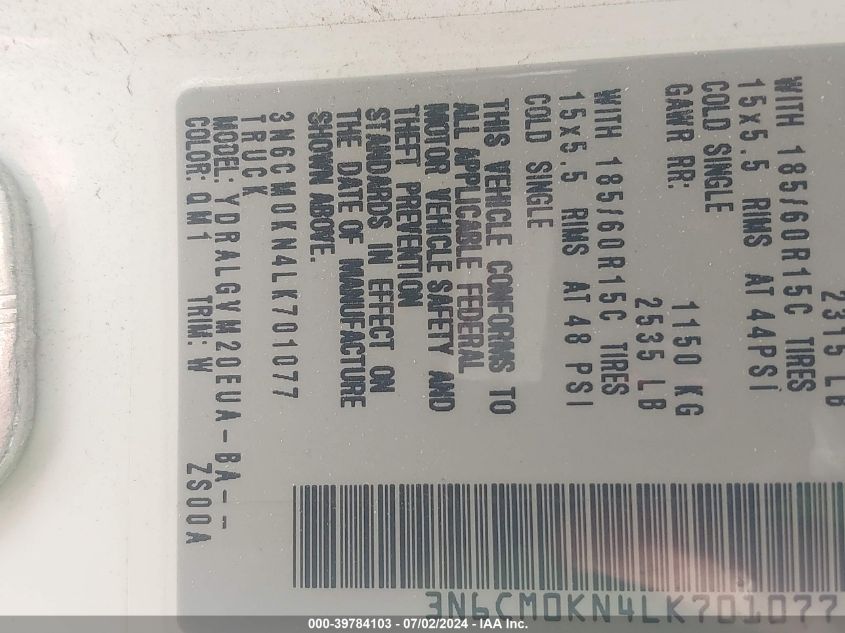 2315 LB
WITH 185/60R15C TIRES
15x5.5 RIMS AT 44PSi
COLD SINGLE
GAWR RR: 1150 KG
2535 LB
WITH 185/60R15C TIRES
15x5.5 RIMS AT 48 PSI
COLD SINGLE
THIS VEHICLE CONFORMS TO
ALL APPLICABLE FEDERAL
MOTOR VEHICLE SAFETY AND
THEFT PREVENTION
STANDARDS IN EFFECT ON
THE DATE OF MANUFACTURE
SHOWN ABOVE.
3N6CM0KN4LK701077
TRUCK
MODEL: YDRALGVM20EUA-BA--
COLOR: QM1 TRIM: W ZS00A
3N6CM0KN4LK701077
000-39784103 - 07/02/2024 - IAA Inc.